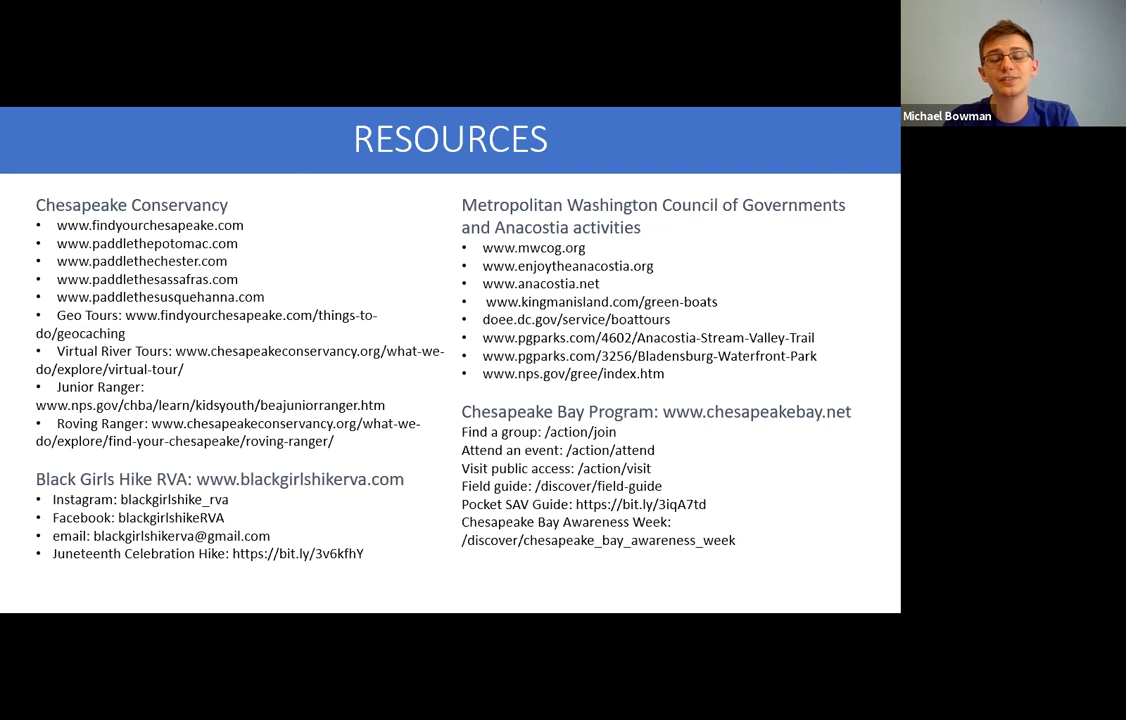 RESOURCES
Chesapeake Conservancy
• www.findyourchesapeake.com
• www.paddlethepotomac.com
• www.paddlethechester.com
• www.paddlethesassafras.com
• www.paddlethesusquehanna.com
• Geo Tours: www.findyourchesapeake.com/things-to-
do/geocaching
• Virtual River Tours: www.chesapeakeconservancy.org/what-we-
do/explore/virtual-tour/
• Junior Ranger:
www.nps.gov/chba/learn/kidsyouth/beajuniorranger.htm
• Roving Ranger: www.chesapeakeconservancy.org/what-we-
do/explore/find-your-chesapeake/roving-ranger/
Black Girls Hike RVA: www.blackgirlshikerva.com
• Instagram: blackgirlshike_rva
• Facebook: blackgirlshikeRVA
• email: blackgirlshikerva@gmail.com
• Juneteenth Celebration Hike: https://bit.ly/3v6kfhY
Metropolitan Washington Council of Governments
and Anacostia activities
• www.mwcog.org
• www.enjoytheanacostia.org
• www.anacostia.net
• www.kingmanisland.com/green-boats
• doee.dc.gov/service/boattours
• www.pgparks.com/4602/Anacostia-Stream-Valley-Trail
• www.pgparks.com/3256/Bladensburg-Waterfront-Park
• www.nps.gov/gree/index.htm
Chesapeake Bay Program: www.chesapeakebay.net
Find a group: /action/join
Attend an event: /action/attend
Visit public access: /action/visit
Field guide: /discover/field-guide
Pocket SAV Guide: https://bit.ly/3iqA7td
Chesapeake Bay Awareness Week:
/discover/chesapeake_bay_awareness_week
Michael Bowman